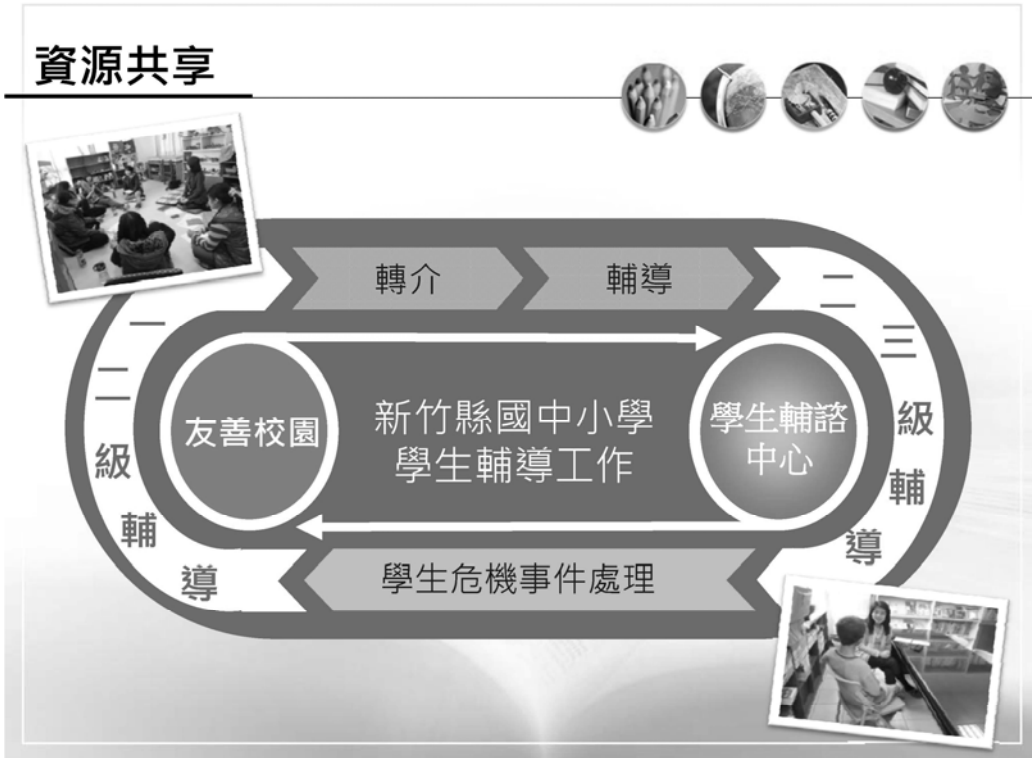 資源共享
轉介
輔導
一二級輔導
二三級輔導
友善校園
新竹縣國中小學
學生輔導工作
學生輔諮
中心
學生危機事件處理